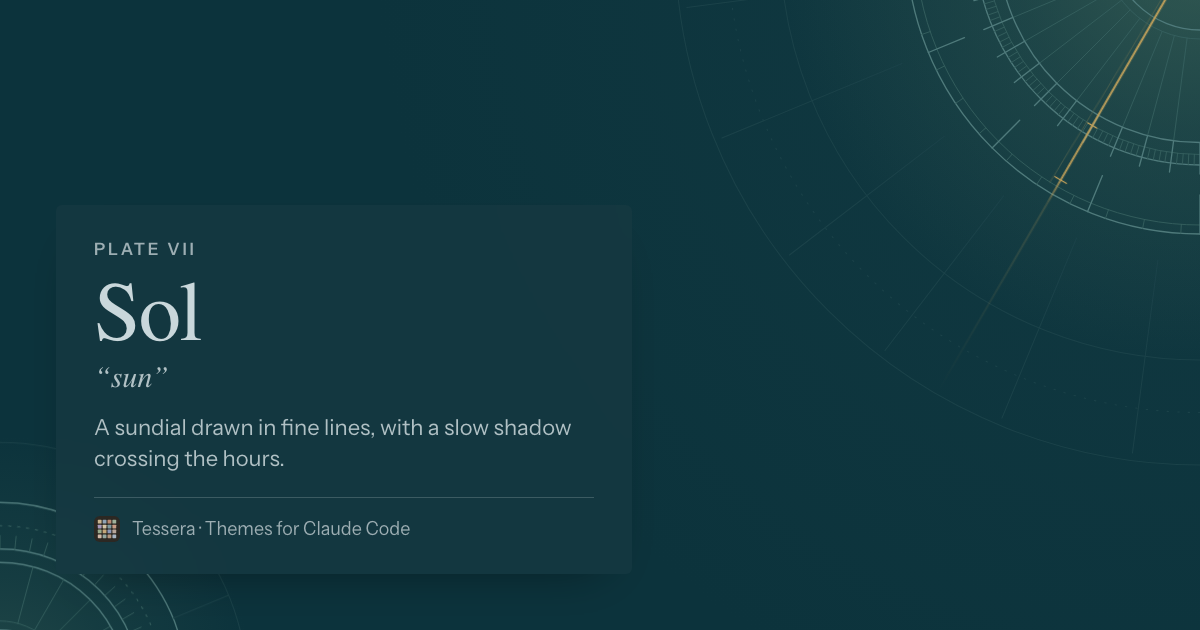 PLATE VII
Sol
“sun”
A sundial drawn in fine lines, with a slow shadow
crossing the hours.
Tessera · Themes for Claude Code